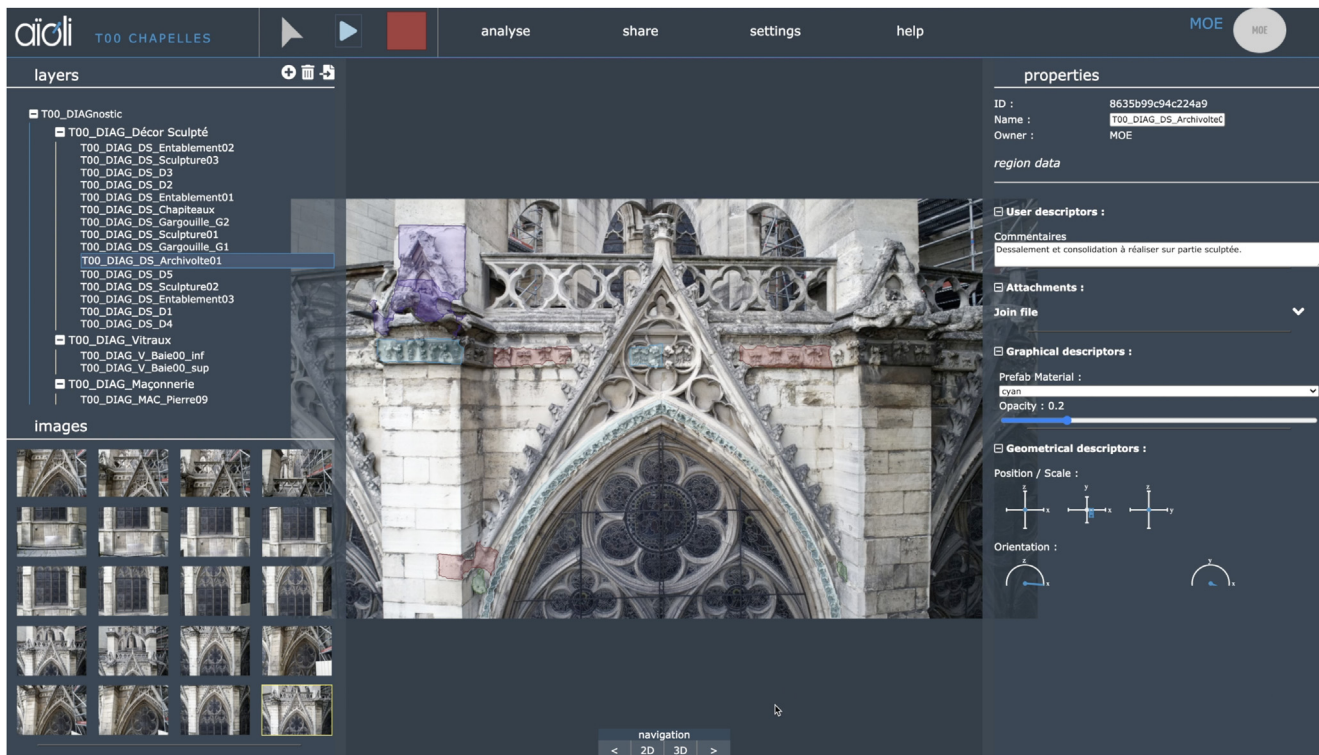 aïoli
T00 CHAPELLES
analyse
share
settings
help
MOE
MOE
layers
T00_DIAGnostic
T00_DIAG_Décor Sculpté
T00_DIAG_DS_Entablement02
T00_DIAG_DS_Sculpture03
T00_DIAG_DS_D3
T00_DIAG_DS_D2
T00_DIAG_DS_Entablement01
T00_DIAG_DS_Chapiteaux
T00_DIAG_DS_Gargouille_G2
T00_DIAG_DS_Sculpture01
T00_DIAG_DS_Gargouille_G1
T00_DIAG_DS_Archivolte01
T00_DIAG_DS_D5
T00_DIAG_DS_Sculpture02
T00_DIAG_DS_Entablement03
T00_DIAG_DS_D1
T00_DIAG_DS_D4
T00_DIAG_Vitraux
T00_DIAG_V_Baie00_inf
T00_DIAG_V_Baie00_sup
T00_DIAG_Maçonnerie
T00_DIAG_MAC_Pierre09
images
navigation
< 2D 3D >
properties
ID : 8635b99c94c224a9
Name : T00_DIAG_DS_Archivolte0
Owner : MOE
region data
User descriptors :
Commentaires
Dessalement et consolidation à réaliser sur partie sculptée.
Attachments :
Join file
Graphical descriptors :
Prefab Material :
cyan
Opacity : 0.2
Geometrical descriptors :
Position / Scale :
z y z
x x y
Orientation :
z y
x x